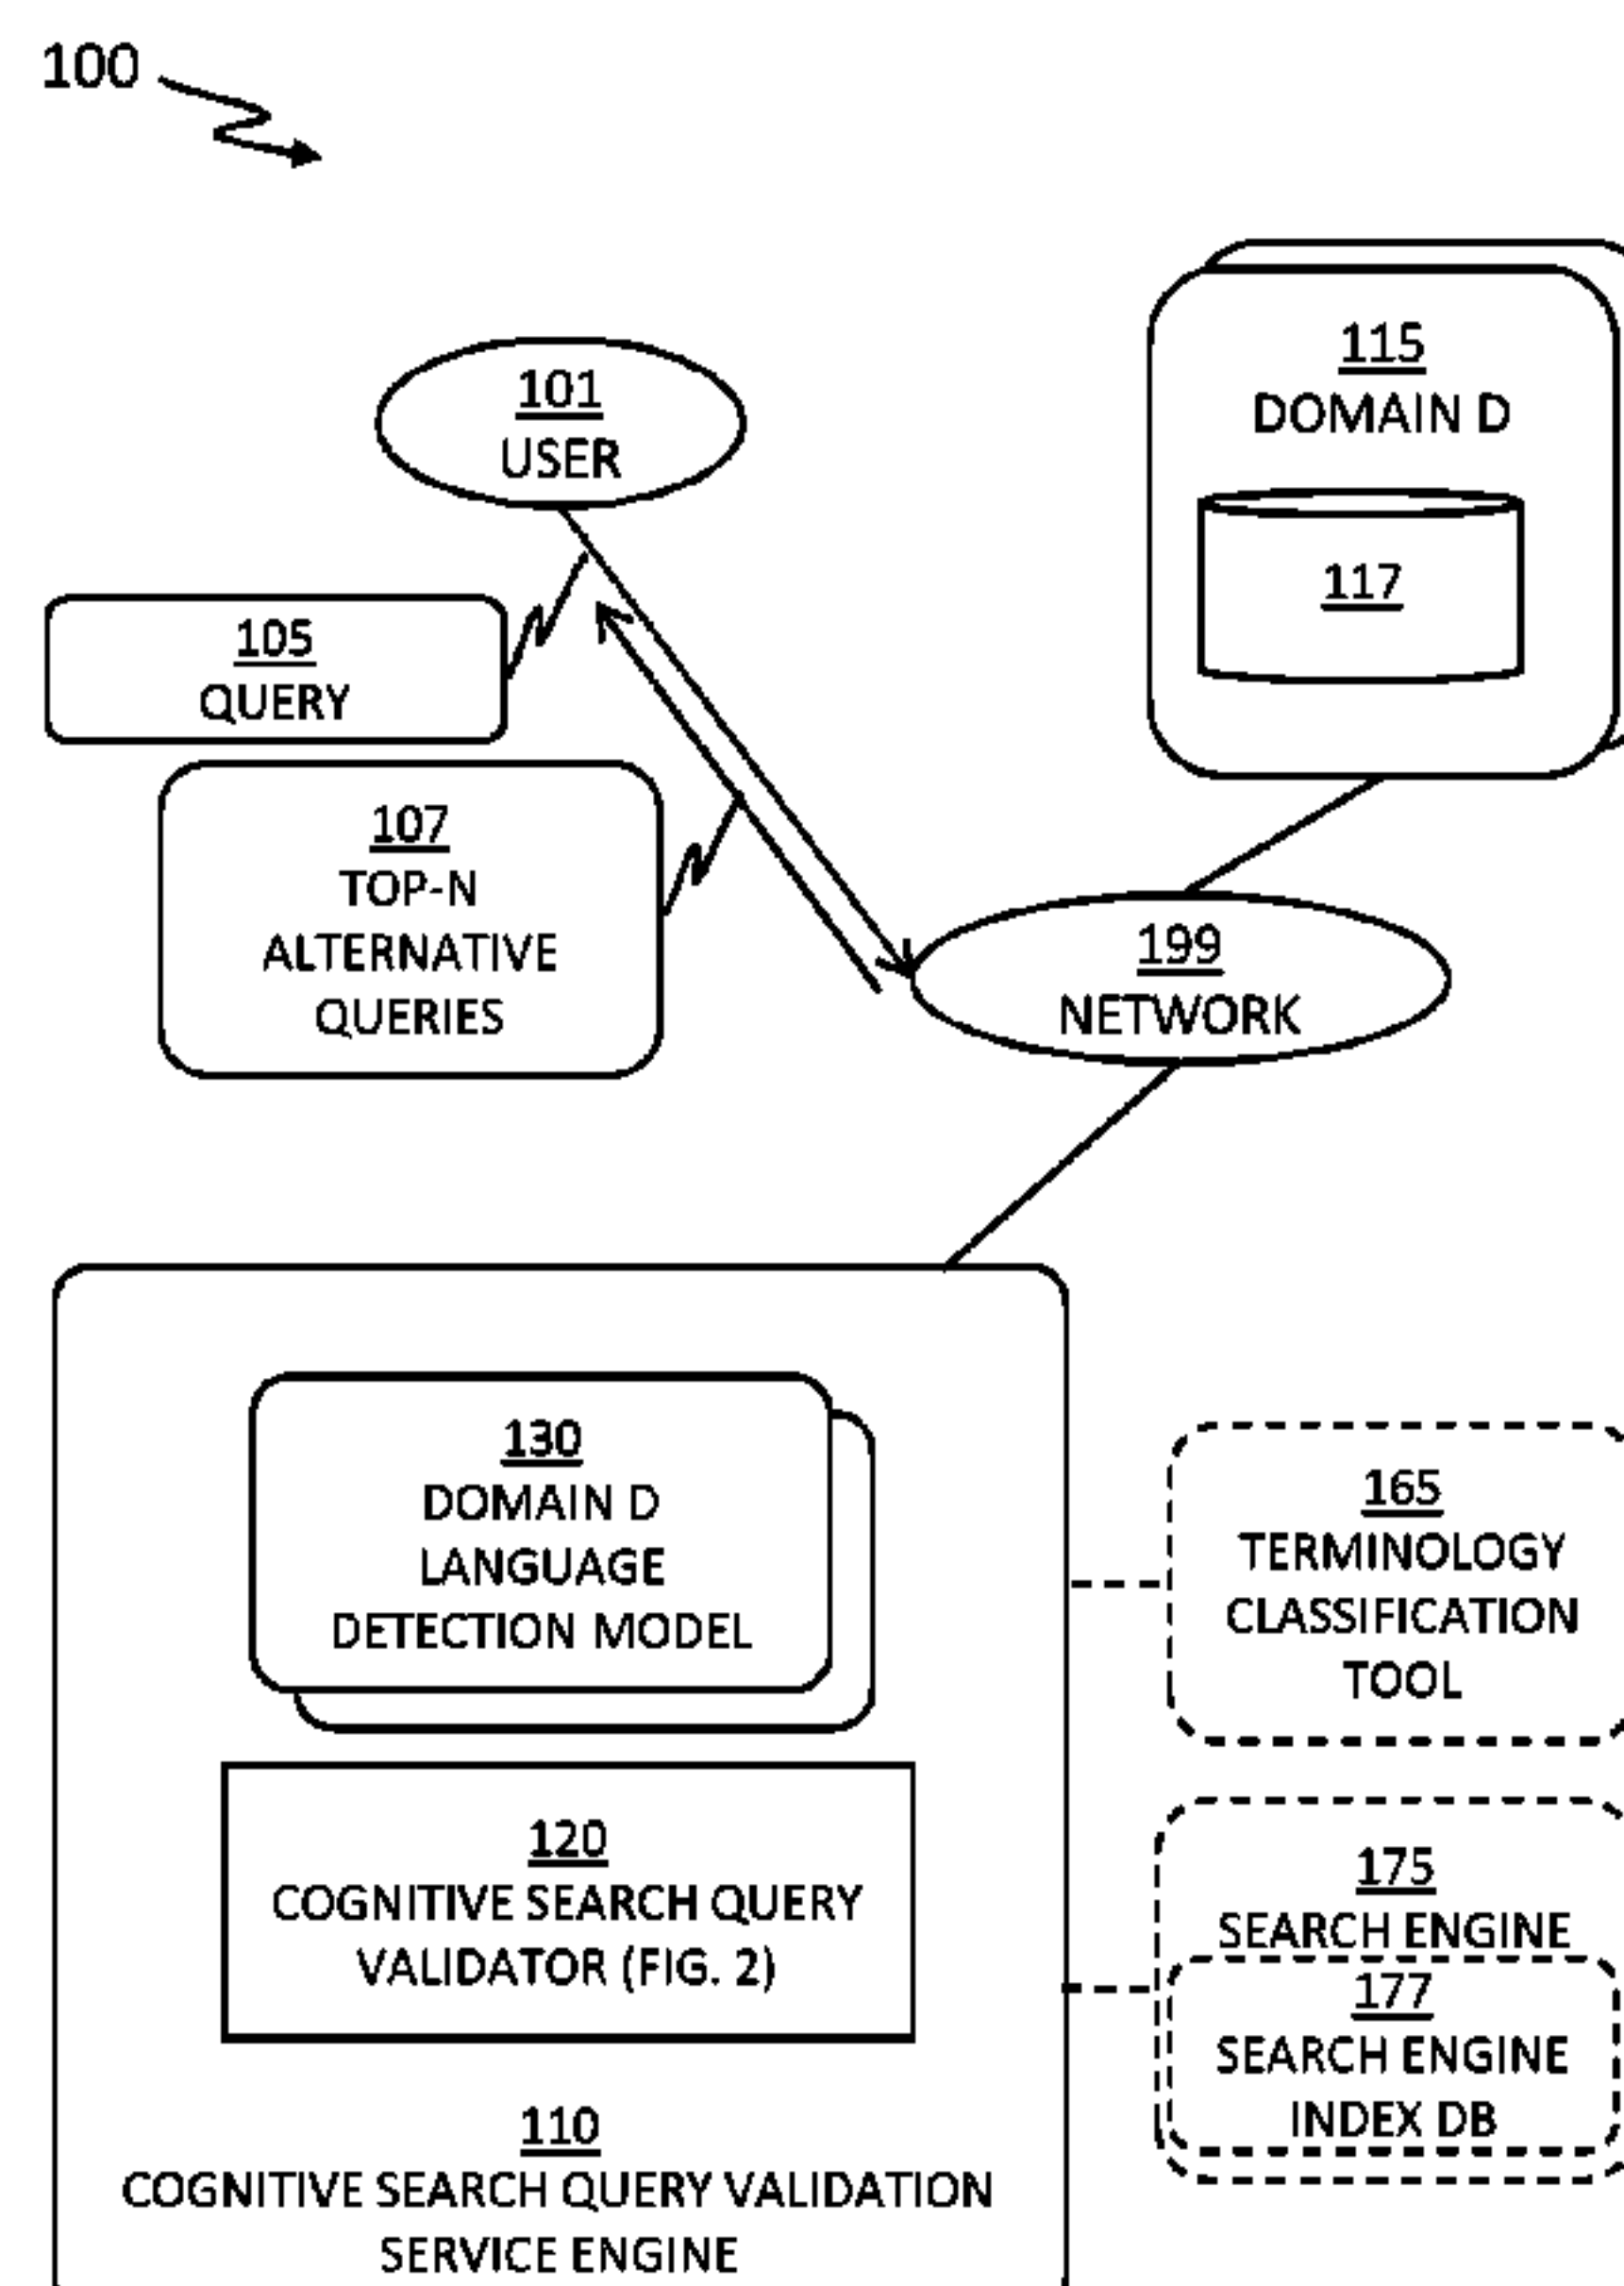 100
101
USER
115
DOMAIN D
117
105
QUERY
107
TOP-N
ALTERNATIVE
QUERIES
199
NETWORK
130
DOMAIN D
LANGUAGE
DETECTION MODEL
165
TERMINOLOGY
CLASSIFICATION
TOOL
120
COGNITIVE SEARCH QUERY
VALIDATOR (FIG. 2)
175
SEARCH ENGINE
177
SEARCH ENGINE
INDEX DB
110
COGNITIVE SEARCH QUERY VALIDATION
SERVICE ENGINE